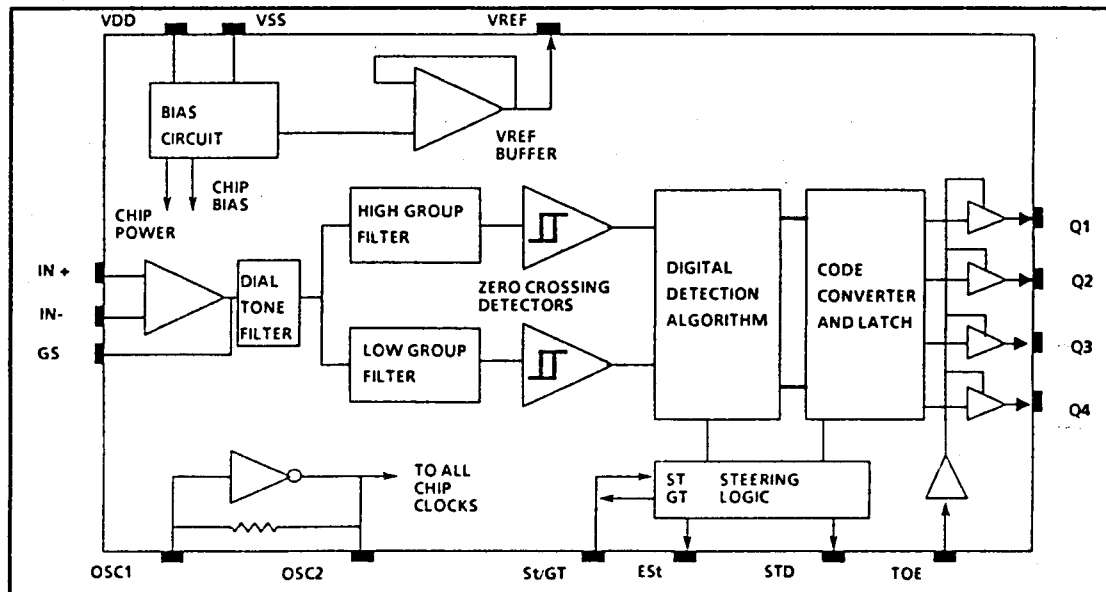 VDD
VSS
VREF
BIAS
CIRCUIT
VREF
BUFFER
CHIP
BIAS
CHIP
POWER
HIGH GROUP
FILTER
IN +
IN-
GS
DIAL
TONE
FILTER
ZERO CROSSING
DETECTORS
LOW GROUP
FILTER
DIGITAL
DETECTION
ALGORITHM
CODE
CONVERTER
AND LATCH
Q1
Q2
Q3
Q4
TO ALL
CHIP
CLOCKS
ST STEERING
GT LOGIC
OSC1
OSC2
St/GT
ESt
STD
TOE